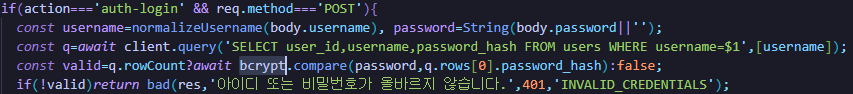 if(action==='auth-login' && req.method==='POST'){
const username=normalizeUsername(body.username), password=String(body.password||'');
const q=await client.query('SELECT user_id,username,password_hash FROM users WHERE username=$1',[username]);
const valid=q.rowCount?await bcrypt.compare(password,q.rows[0].password_hash):false;
if(!valid)return bad(res,'아이디 또는 비밀번호가 올바르지 않습니다.',401,'INVALID_CREDENTIALS');